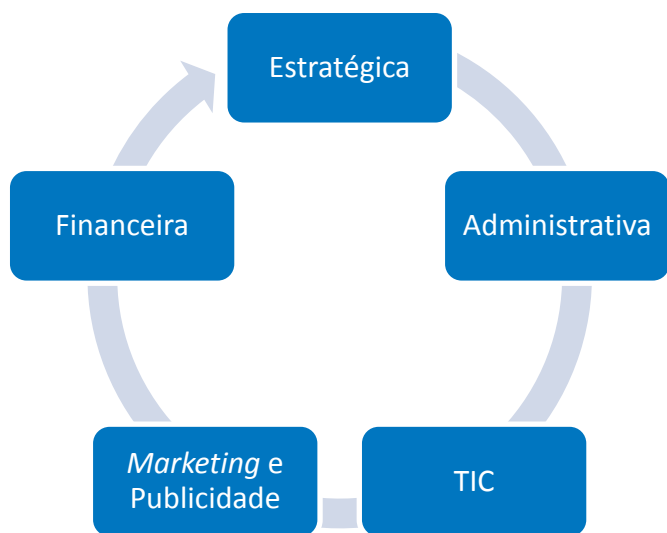 Estratégica
Administrativa
TIC
Marketing e
Publicidade
Financeira